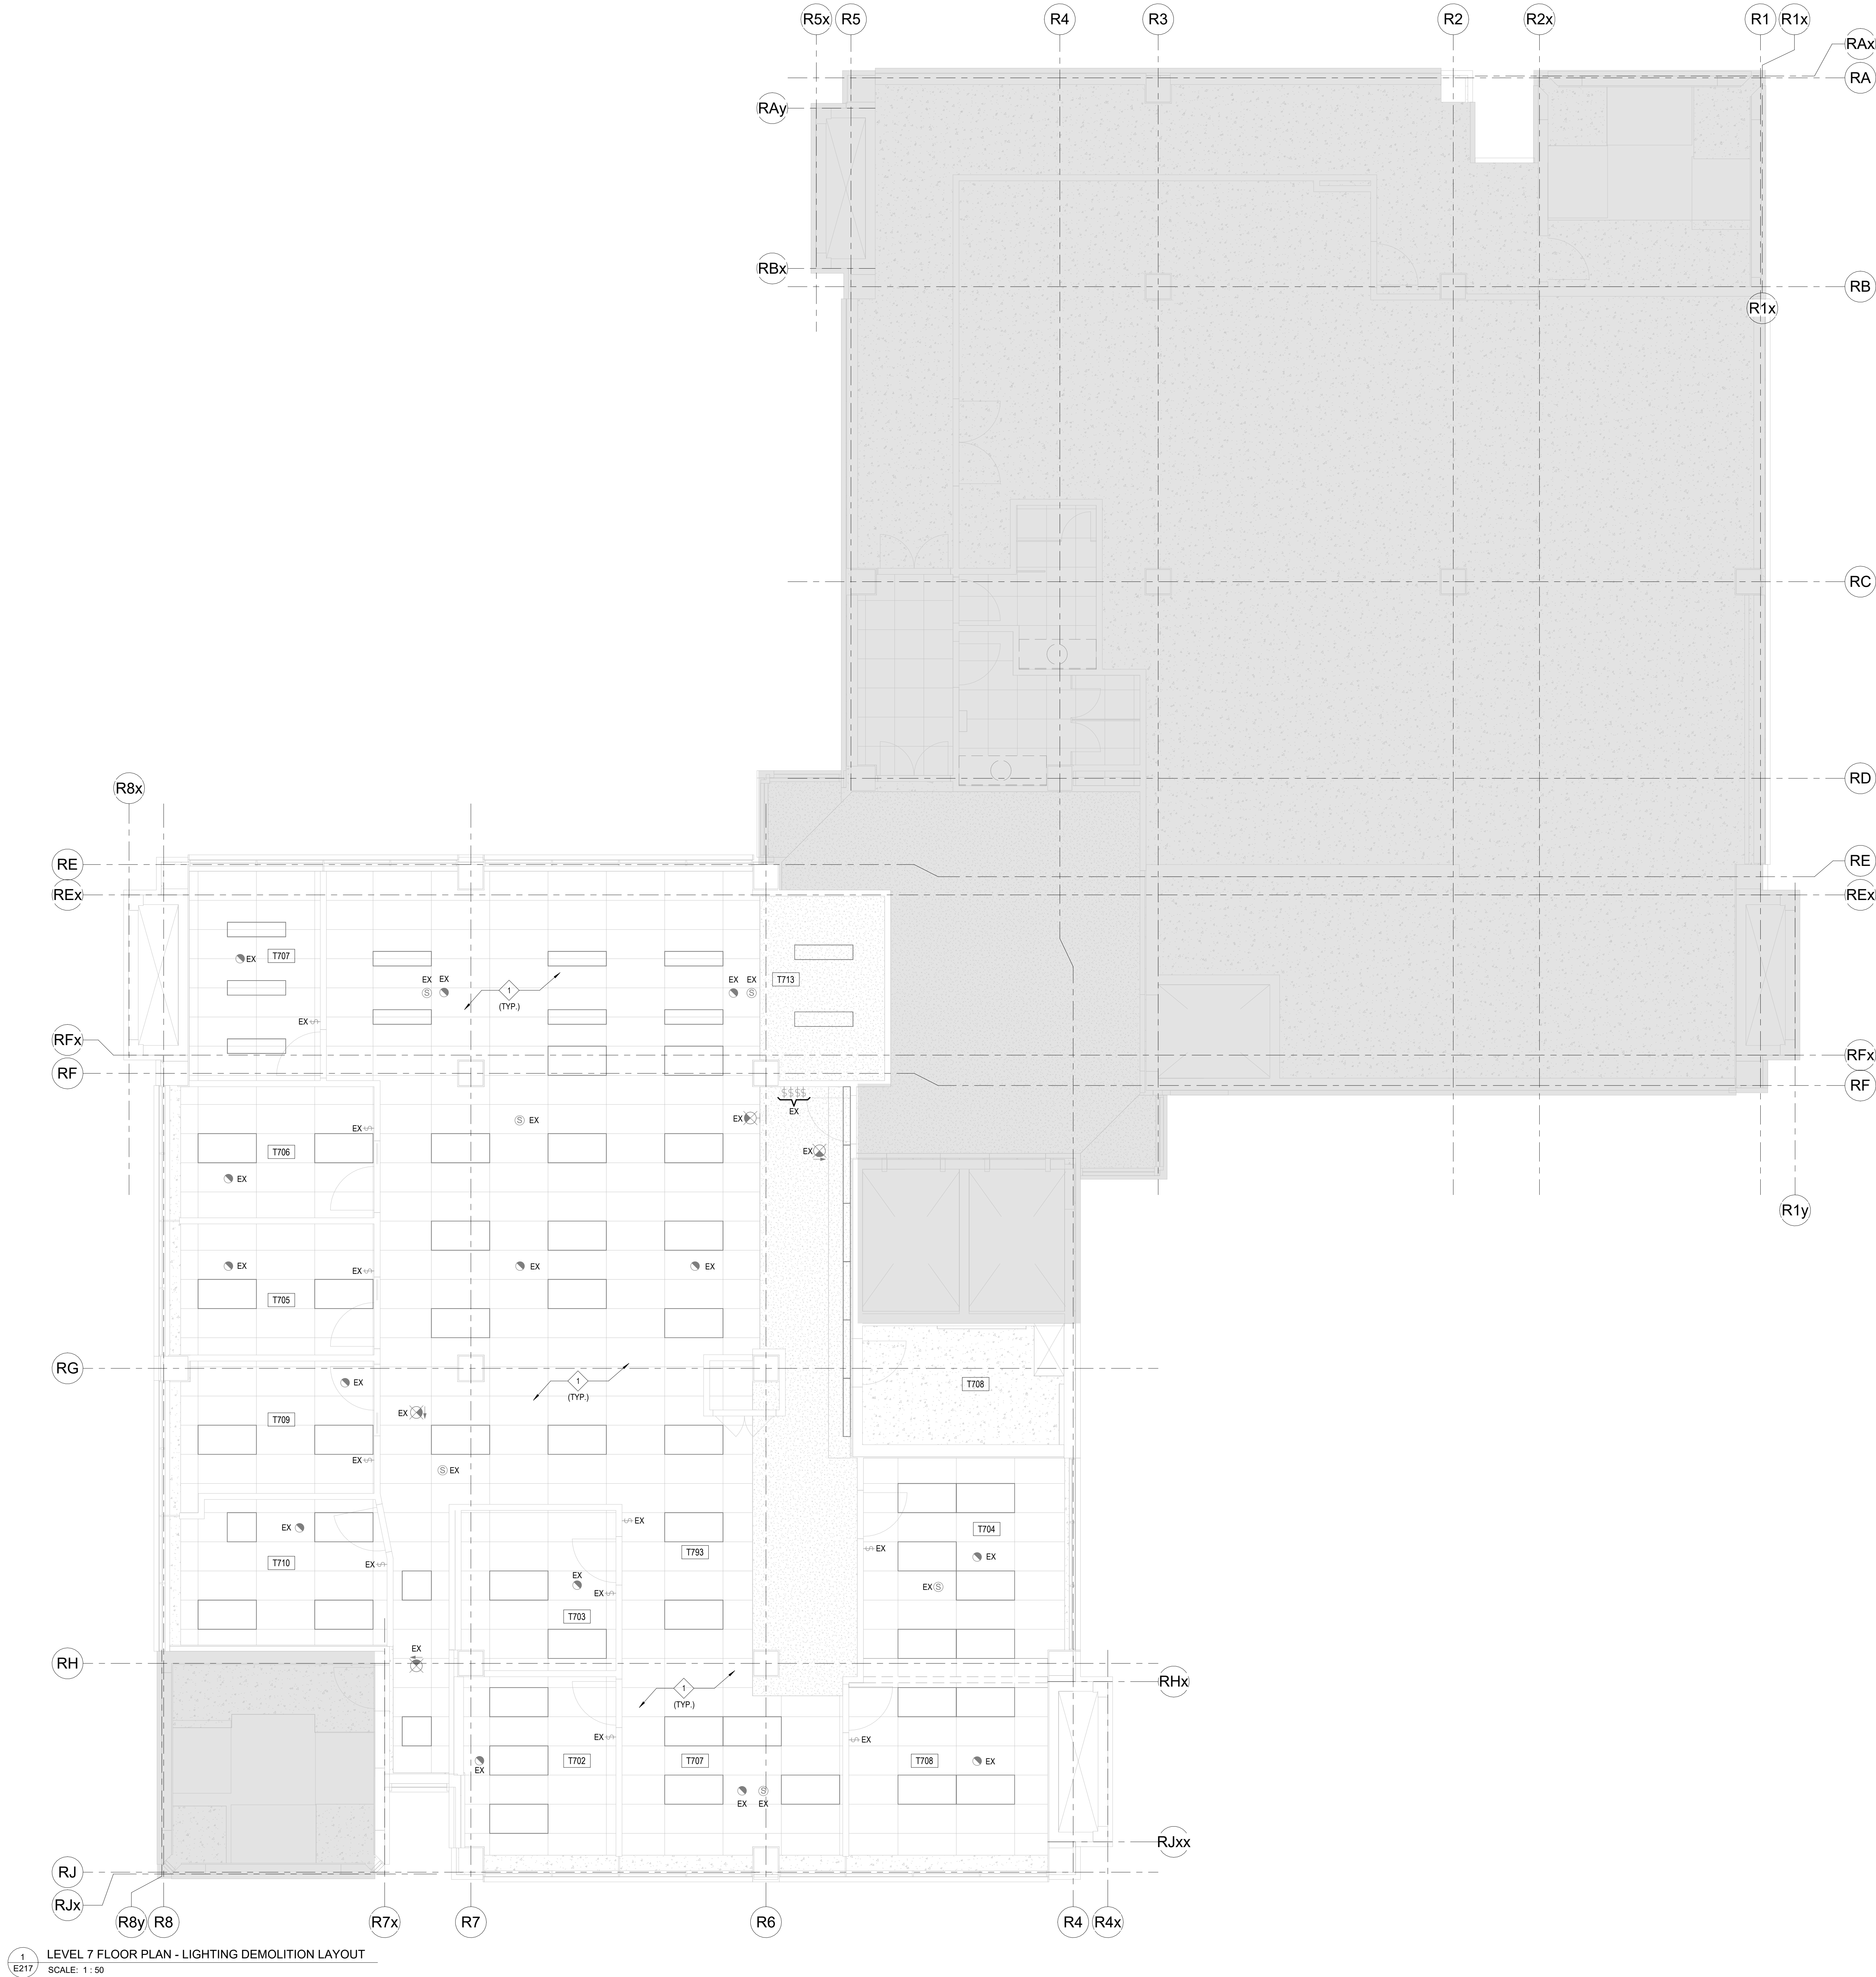 R5x R5 R4 R3 R2 R2x R1 R1x
RAx
RA
RAy
RBx
RB
R1x
RC
RD
R8x
RE
RE
REx
REx
T707
EX
T713
EX EX
EX EX
1
(TYP.)
EX
RFx
RFx
RF
RF
$$$$
EX
EX
EX
EX
EX
T706
EX
R1y
EX
EX
EX
EX
T705
RG
EX
1
(TYP.)
T708
EX
T709
EX
EX
EX
EX
T704
EX
T793
EX
EX
T710
EX
EX
EX
EX
T703
EX
RH
RHx
1
(TYP.)
EX
EX
T702
T707
T708
EX
EX
EX EX
RJxx
RJ
RJx
R8y R8 R7x R7 R6 R4 R4x
1
E217
LEVEL 7 FLOOR PLAN - LIGHTING DEMOLITION LAYOUT
SCALE: 1 : 50